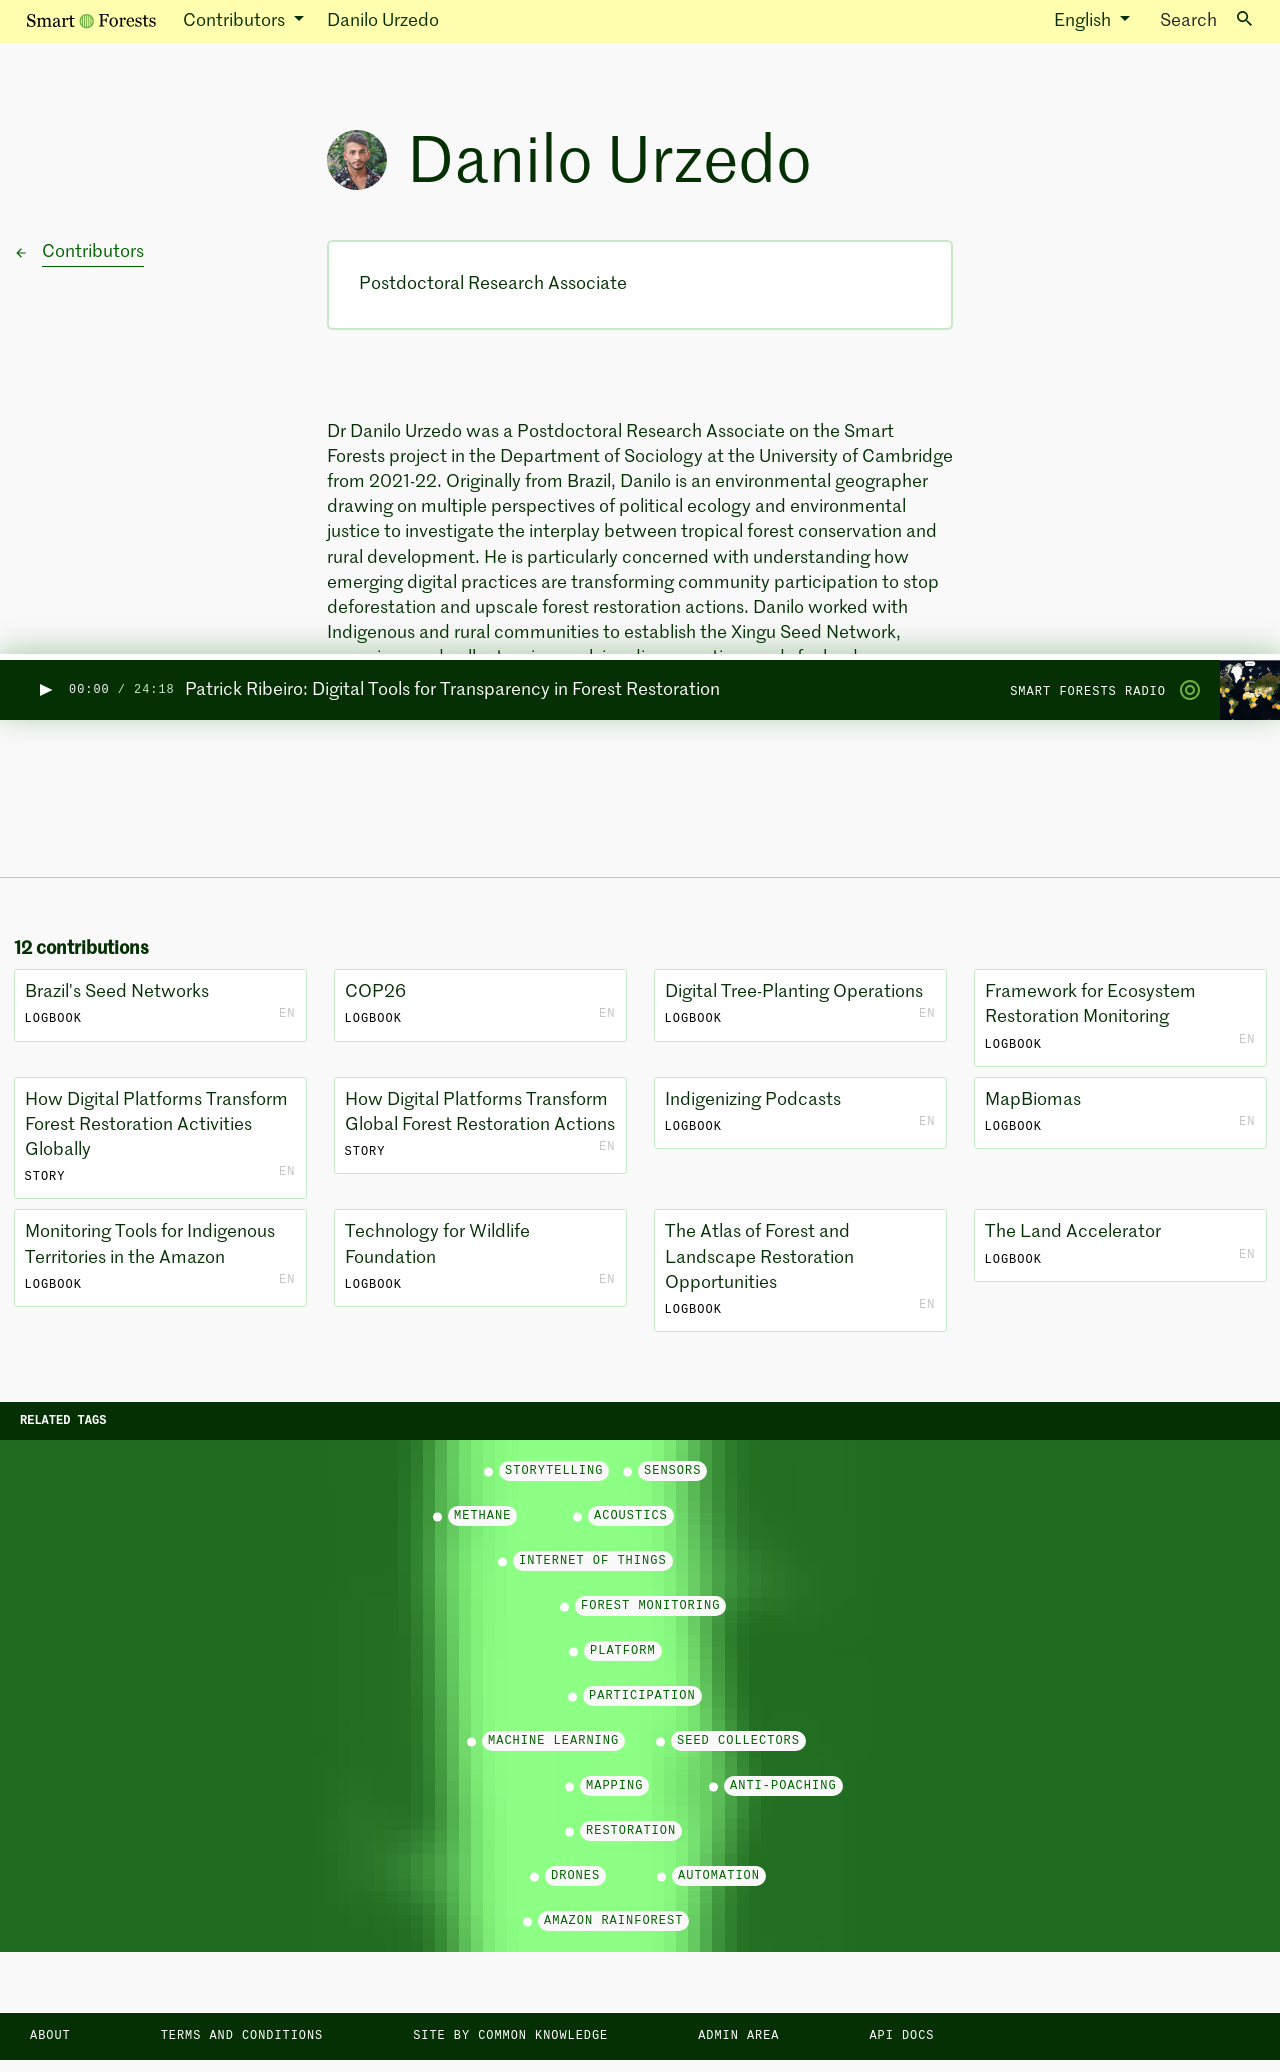 Smart Forests Contributors Danilo Urzedo English Search
Danilo Urzedo
Contributors
Postdoctoral Research Associate
Dr Danilo Urzedo was a Postdoctoral Research Associate on the Smart
Forests project in the Department of Sociology at the University of Cambridge
from 2021-22. Originally from Brazil, Danilo is an environmental geographer
drawing on multiple perspectives of political ecology and environmental
justice to investigate the interplay between tropical forest conservation and
rural development. He is particularly concerned with understanding how
emerging digital practices are transforming community participation to stop
deforestation and upscale forest restoration actions. Danilo worked with
Indigenous and rural communities to establish the Xingu Seed Network,
00:00 / 24:18 Patrick Ribeiro: Digital Tools for Transparency in Forest Restoration SMART FORESTS RADIO
12 contributions
Brazil's Seed Networks
LOGBOOK EN
COP26
LOGBOOK EN
Digital Tree-Planting Operations
LOGBOOK EN
Framework for Ecosystem
Restoration Monitoring
LOGBOOK EN
How Digital Platforms Transform
Forest Restoration Activities
Globally
STORY EN
How Digital Platforms Transform
Global Forest Restoration Actions
STORY EN
Indigenizing Podcasts
LOGBOOK EN
MapBiomas
LOGBOOK EN
Monitoring Tools for Indigenous
Territories in the Amazon
LOGBOOK EN
Technology for Wildlife
Foundation
LOGBOOK EN
The Atlas of Forest and
Landscape Restoration
Opportunities
LOGBOOK EN
The Land Accelerator
LOGBOOK EN
RELATED TAGS
STORYTELLING SENSORS
METHANE ACOUSTICS
INTERNET OF THINGS
FOREST MONITORING
PLATFORM
PARTICIPATION
MACHINE LEARNING SEED COLLECTORS
MAPPING ANTI-POACHING
RESTORATION
DRONES AUTOMATION
AMAZON RAINFOREST
ABOUT TERMS AND CONDITIONS SITE BY COMMON KNOWLEDGE ADMIN AREA API DOCS